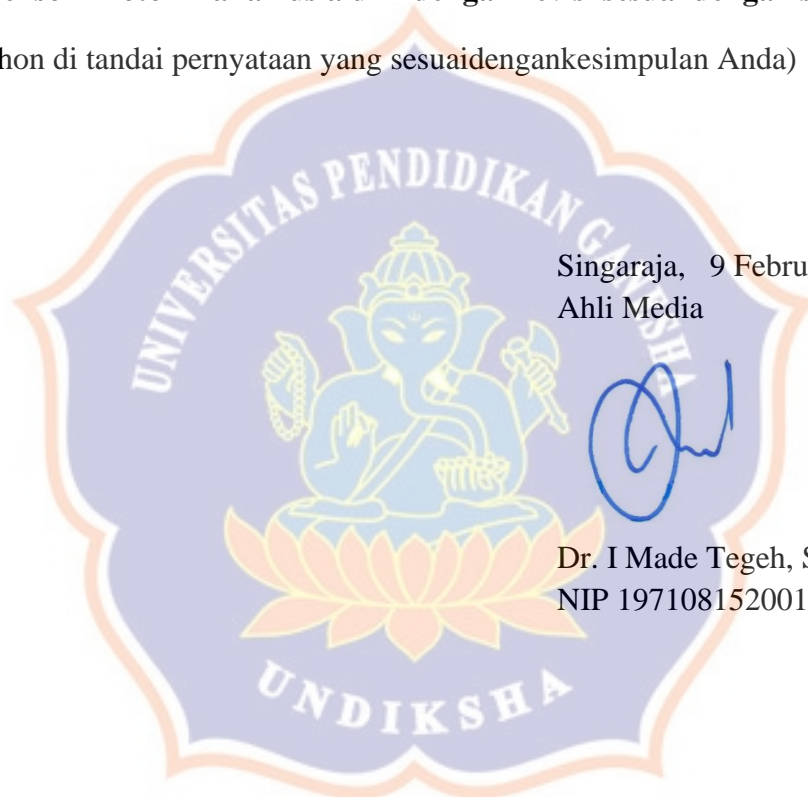 hon di tandai pernyataan yang sesuaidengankesimpulan Anda)
UNIVERSITAS PENDIDIKAN GANESHA
Singaraja, 9 Febru
Ahli Media
Dr. I Made Tegeh, S
NIP 197108152001
UNDIKSHA